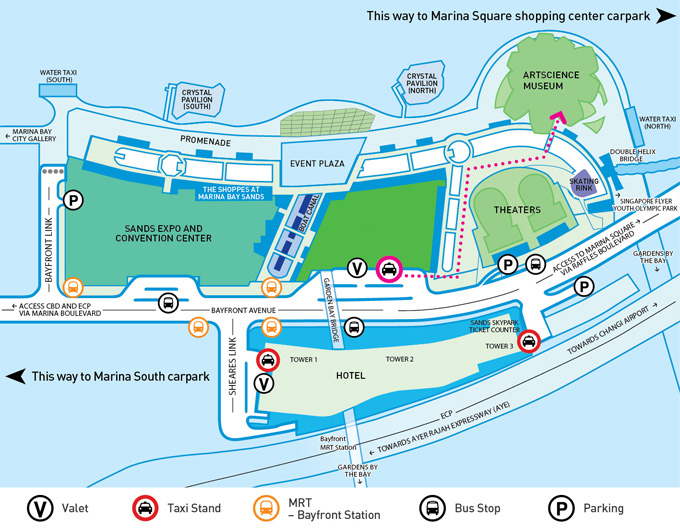 This way to Marina Square shopping center carpark
ARTSCIENCE
MUSEUM
WATER TAXI
(SOUTH)
CRYSTAL
PAVILION
(SOUTH)
CRYSTAL
PAVILION
(NORTH)
WATER TAXI
(NORTH)
MARINA BAY
CITY GALLERY
PROMENADE
EVENT PLAZA
DOUBLE HELIX
BRIDGE
SKATING
RINK
THE SHOPPES AT
MARINA BAY SANDS
BOAT CANAL
P
SINGAPORE FLYER
YOUTH OLYMPIC PARK
THEATERS
SANDS EXPO AND
CONVENTION CENTER
BAYFRONT LINK
ACCESS TO MARINA SQUARE
VIA RAFFLES BOULEVARD
GARDENS BY
THE BAY
V
P
P
ACCESS CBD AND ECP
VIA MARINA BOULEVARD
BAYFRONT AVENUE
GARDEN BAY BRIDGE
SANDS SKYPARK
TICKET COUNTER
TOWARDS CHANGI AIRPORT
SHEARES LINK
TOWER 1
TOWER 2
TOWER 3
HOTEL
V
This way to Marina South carpark
ECP
TOWARDS AYER RAJAH EXPRESSWAY (AYE)
Bayfront
MRT Station
GARDENS BY
THE BAY
V Valet
Taxi Stand
MRT
– Bayfront Station
Bus Stop
P Parking